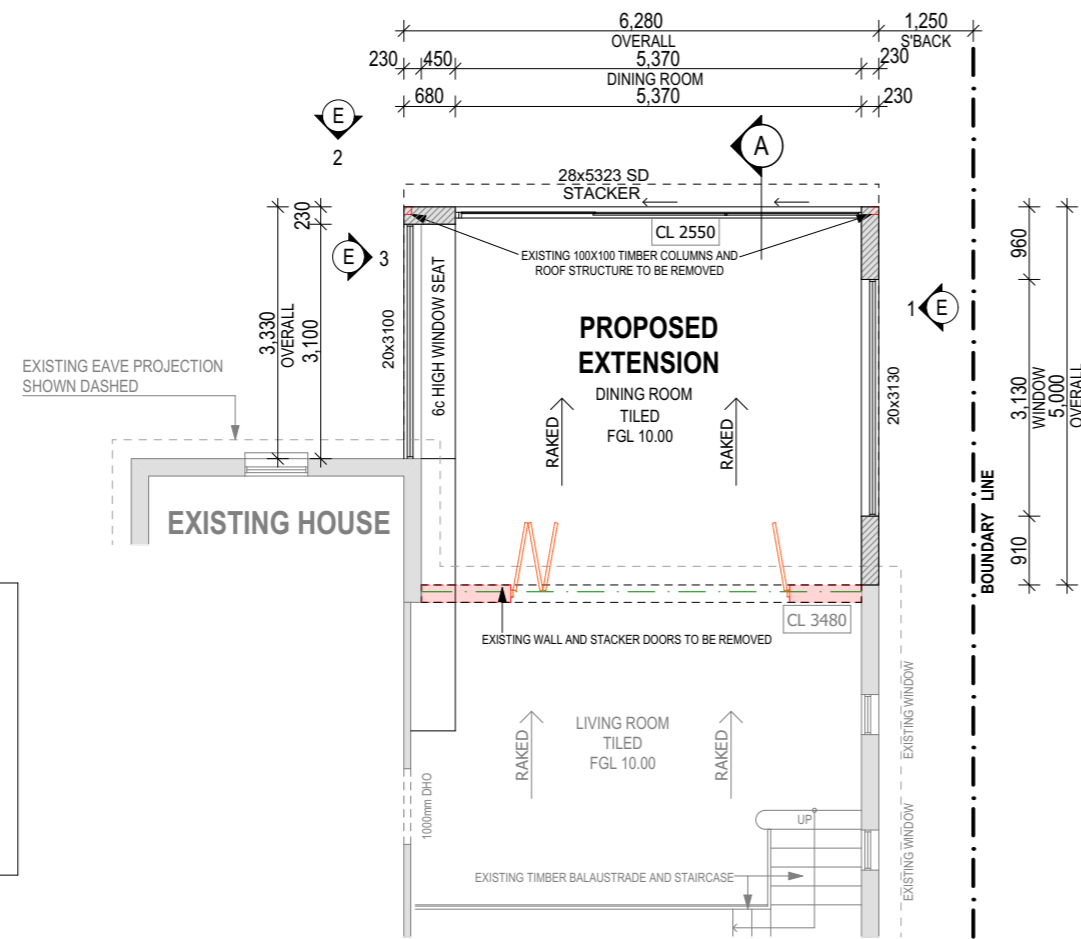 6,280
1,250
OVERALL
S'BACK
230
450
5,370
230
DINING ROOM
680
5,370
230
E
2
A
28x5323 SD
STACKER
CL 2550
230
E
3
EXISTING 100X100 TIMBER COLUMNS AND
ROOF STRUCTURE TO BE REMOVED
960
3,330
OVERALL
3,100
20x3100
6c HIGH WINDOW SEAT
PROPOSED
EXTENSION
DINING ROOM
TILED
FGL 10.00
RAKED
RAKED
1
E
20x3130
3,130
WINDOW
5,000
OVERALL
EXISTING EAVE PROJECTION
SHOWN DASHED
EXISTING HOUSE
BOUNDARY LINE
910
CL 3480
EXISTING WALL AND STACKER DOORS TO BE REMOVED
LIVING ROOM
TILED
FGL 10.00
RAKED
RAKED
EXISTING WINDOW
1000mm DHO
UP
EXISTING WINDOW
EXISTING TIMBER BALAUSTRADE AND STAIRCASE